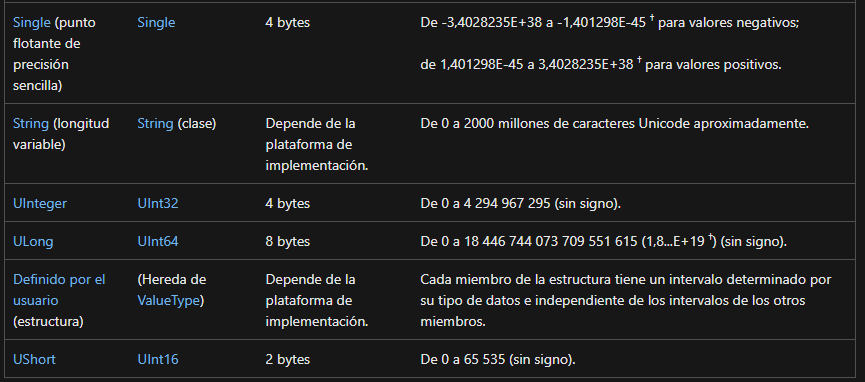 Single (punto flotante de precisión sencilla) Single 4 bytes De -3,4028235E+38 a -1,401298E-45 † para valores negativos;
de 1,401298E-45 a 3,4028235E+38 † para valores positivos.
String (longitud variable) String (clase) Depende de la plataforma de implementación. De 0 a 2000 millones de caracteres Unicode aproximadamente.
UInteger UInt32 4 bytes De 0 a 4 294 967 295 (sin signo).
ULong UInt64 8 bytes De 0 a 18 446 744 073 709 551 615 (1,8...E+19 †) (sin signo).
Definido por el usuario (estructura) (Hereda de ValueType) Depende de la plataforma de implementación. Cada miembro de la estructura tiene un intervalo determinado por su tipo de datos e independiente de los intervalos de los otros miembros.
UShort UInt16 2 bytes De 0 a 65 535 (sin signo).